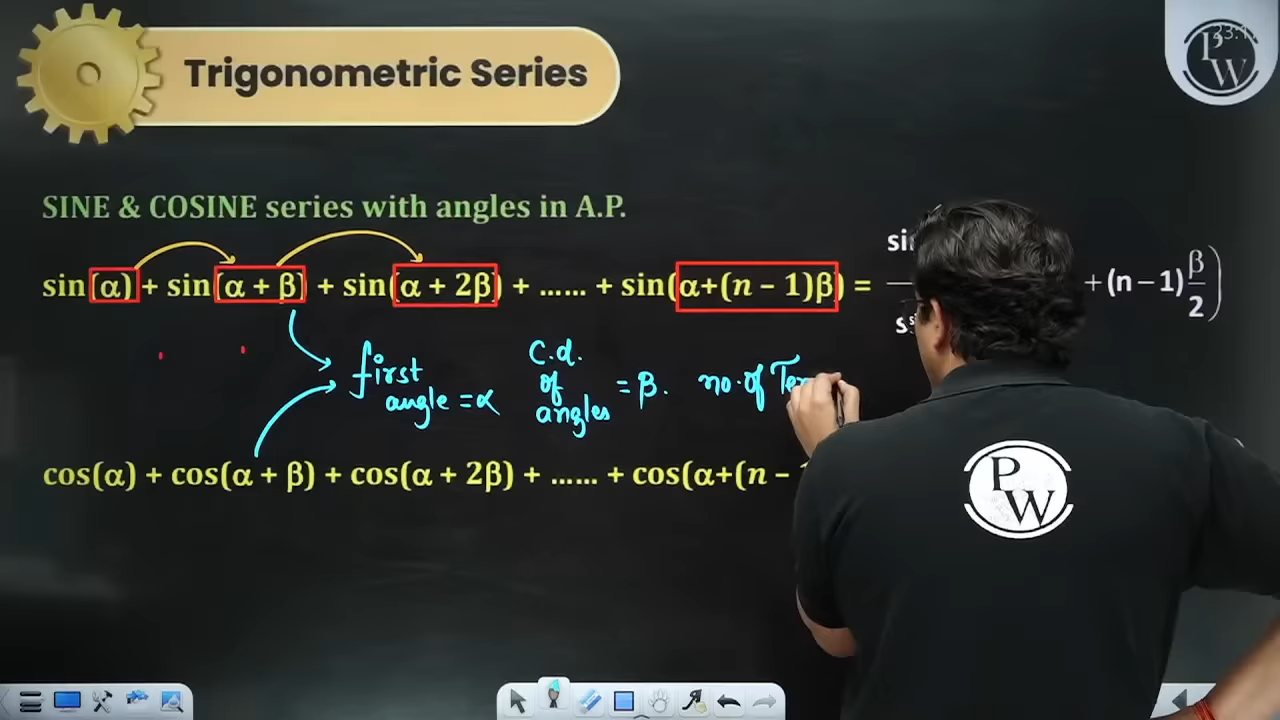 Trigonometric Series
PW
SINE & COSINE series with angles in A.P.
sin(α) + sin(α + β) + sin(α + 2β) + ...... + sin(α+(n – 1)β) = + (n – 1) β/2)
first angle = α
c.d. of angles = β.
no. of
cos(α) + cos(α + β) + cos(α + 2β) + ...... + cos(α+(n –
PW